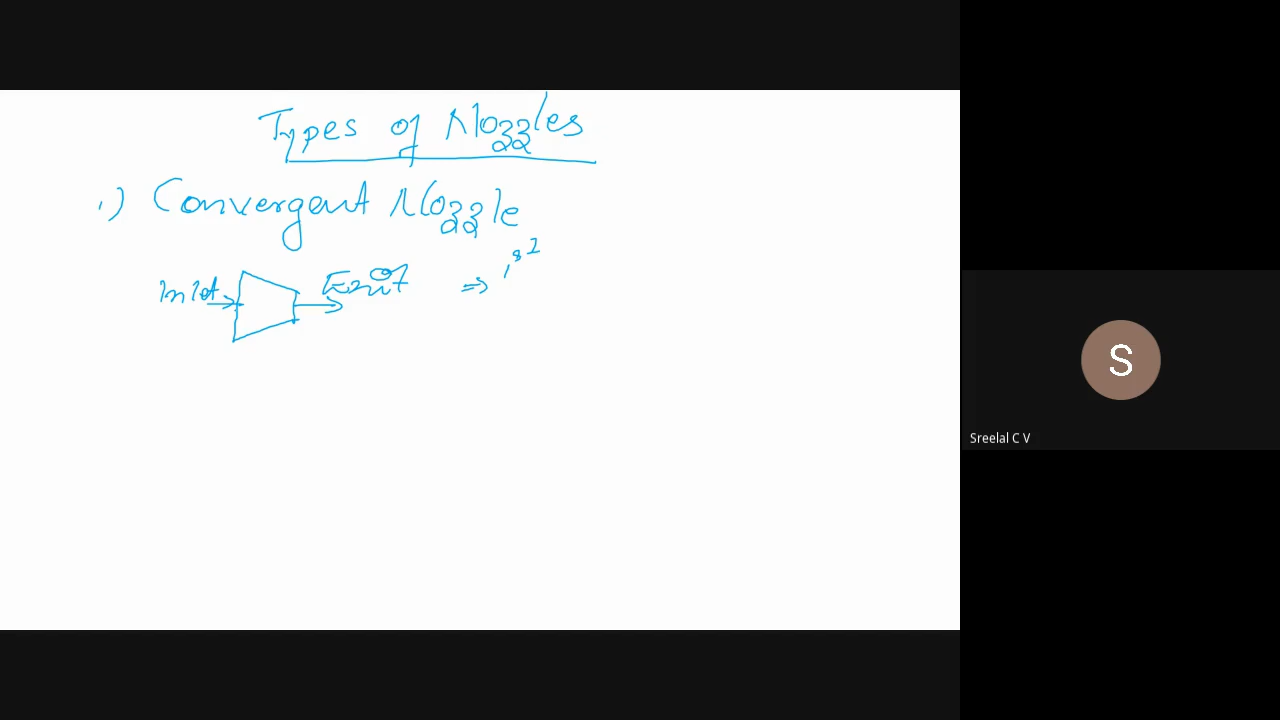 Types of Nozzles
1.) Convergent Nozzle
Inlet Exit ⇒
S
Sreelal C V